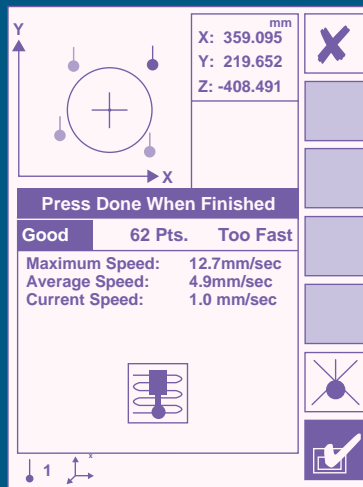 Y
mm
X: 359.095
Y: 219.652
Z: -408.491
X
Press Done When Finished
Good 62 Pts. Too Fast
Maximum Speed: 12.7mm/sec
Average Speed: 4.9mm/sec
Current Speed: 1.0 mm/sec
1 x